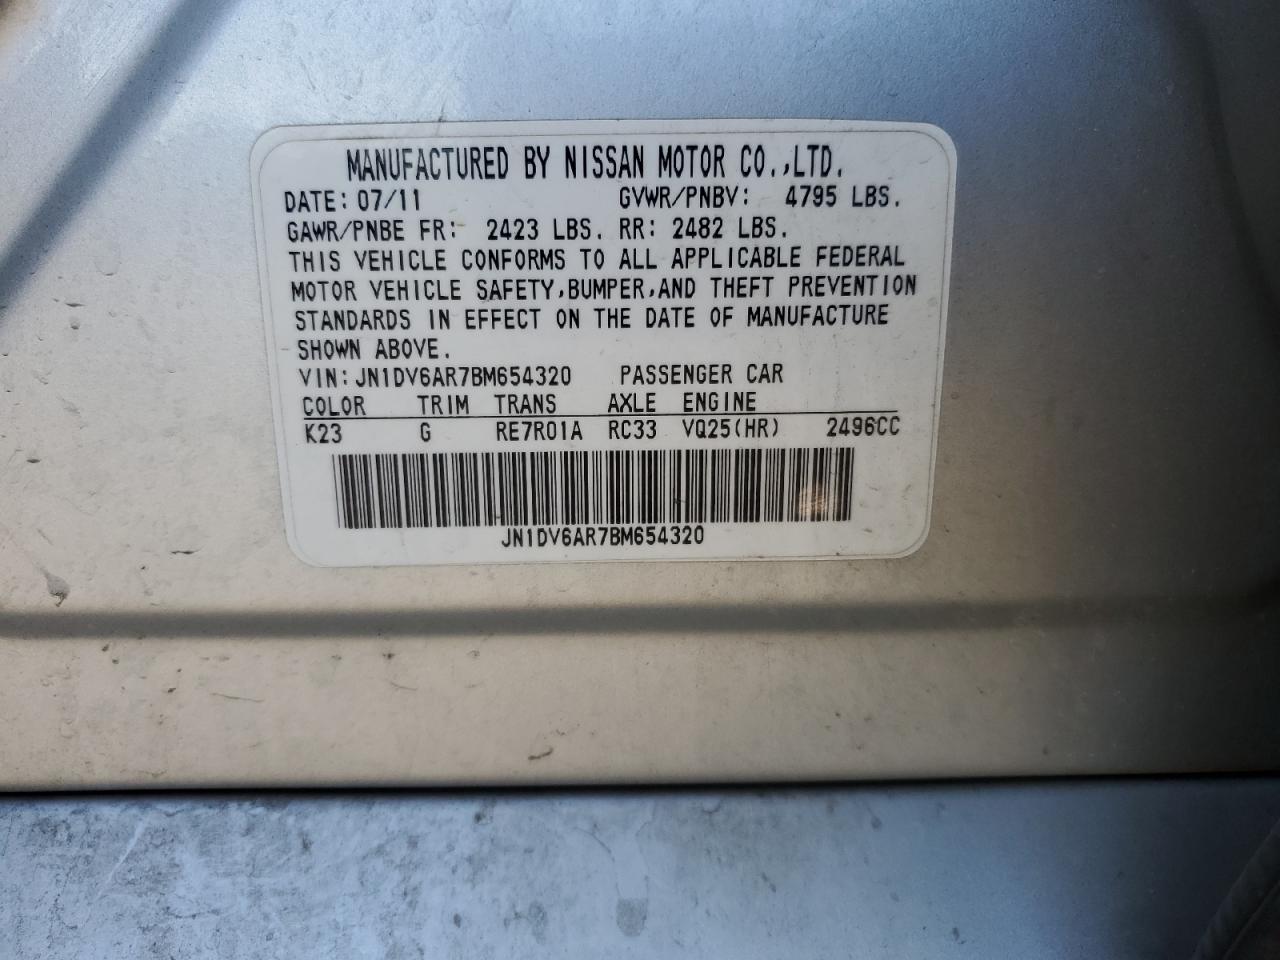 MANUFACTURED BY NISSAN MOTOR CO.,LTD.
DATE: 07/11 GVWR/PNBV: 4795 LBS.
GAWR/PNBE FR: 2423 LBS. RR: 2482 LBS.
THIS VEHICLE CONFORMS TO ALL APPLICABLE FEDERAL
MOTOR VEHICLE SAFETY,BUMPER,AND THEFT PREVENTION
STANDARDS IN EFFECT ON THE DATE OF MANUFACTURE
SHOWN ABOVE.
VIN: JN1DV6AR7BM654320 PASSENGER CAR
COLOR TRIM TRANS AXLE ENGINE
K23 G RE7R01A RC33 VQ25(HR) 2496CC
JN1DV6AR7BM654320